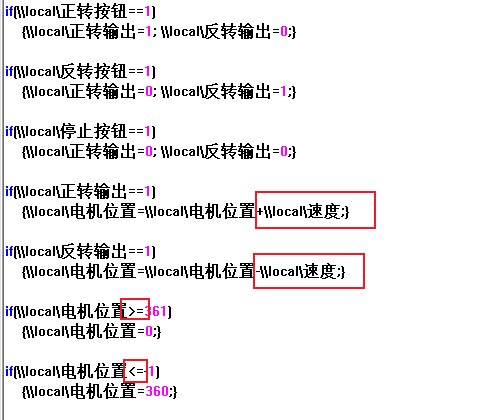 if(\\local\正转按钮==1)
{\\local\正转输出=1; \\local\反转输出=0;}
if(\\local\反转按钮==1)
{\\local\正转输出=0; \\local\反转输出=1;}
if(\\local\停止按钮==1)
{\\local\正转输出=0; \\local\反转输出=0;}
if(\\local\正转输出==1)
{\\local\电机位置=\\local\电机位置+\\local\速度;}
if(\\local\反转输出==1)
{\\local\电机位置=\\local\电机位置-\\local\速度;}
if(\\local\电机位置>=361)
{\\local\电机位置=0;}
if(\\local\电机位置<=-1)
{\\local\电机位置=360;}